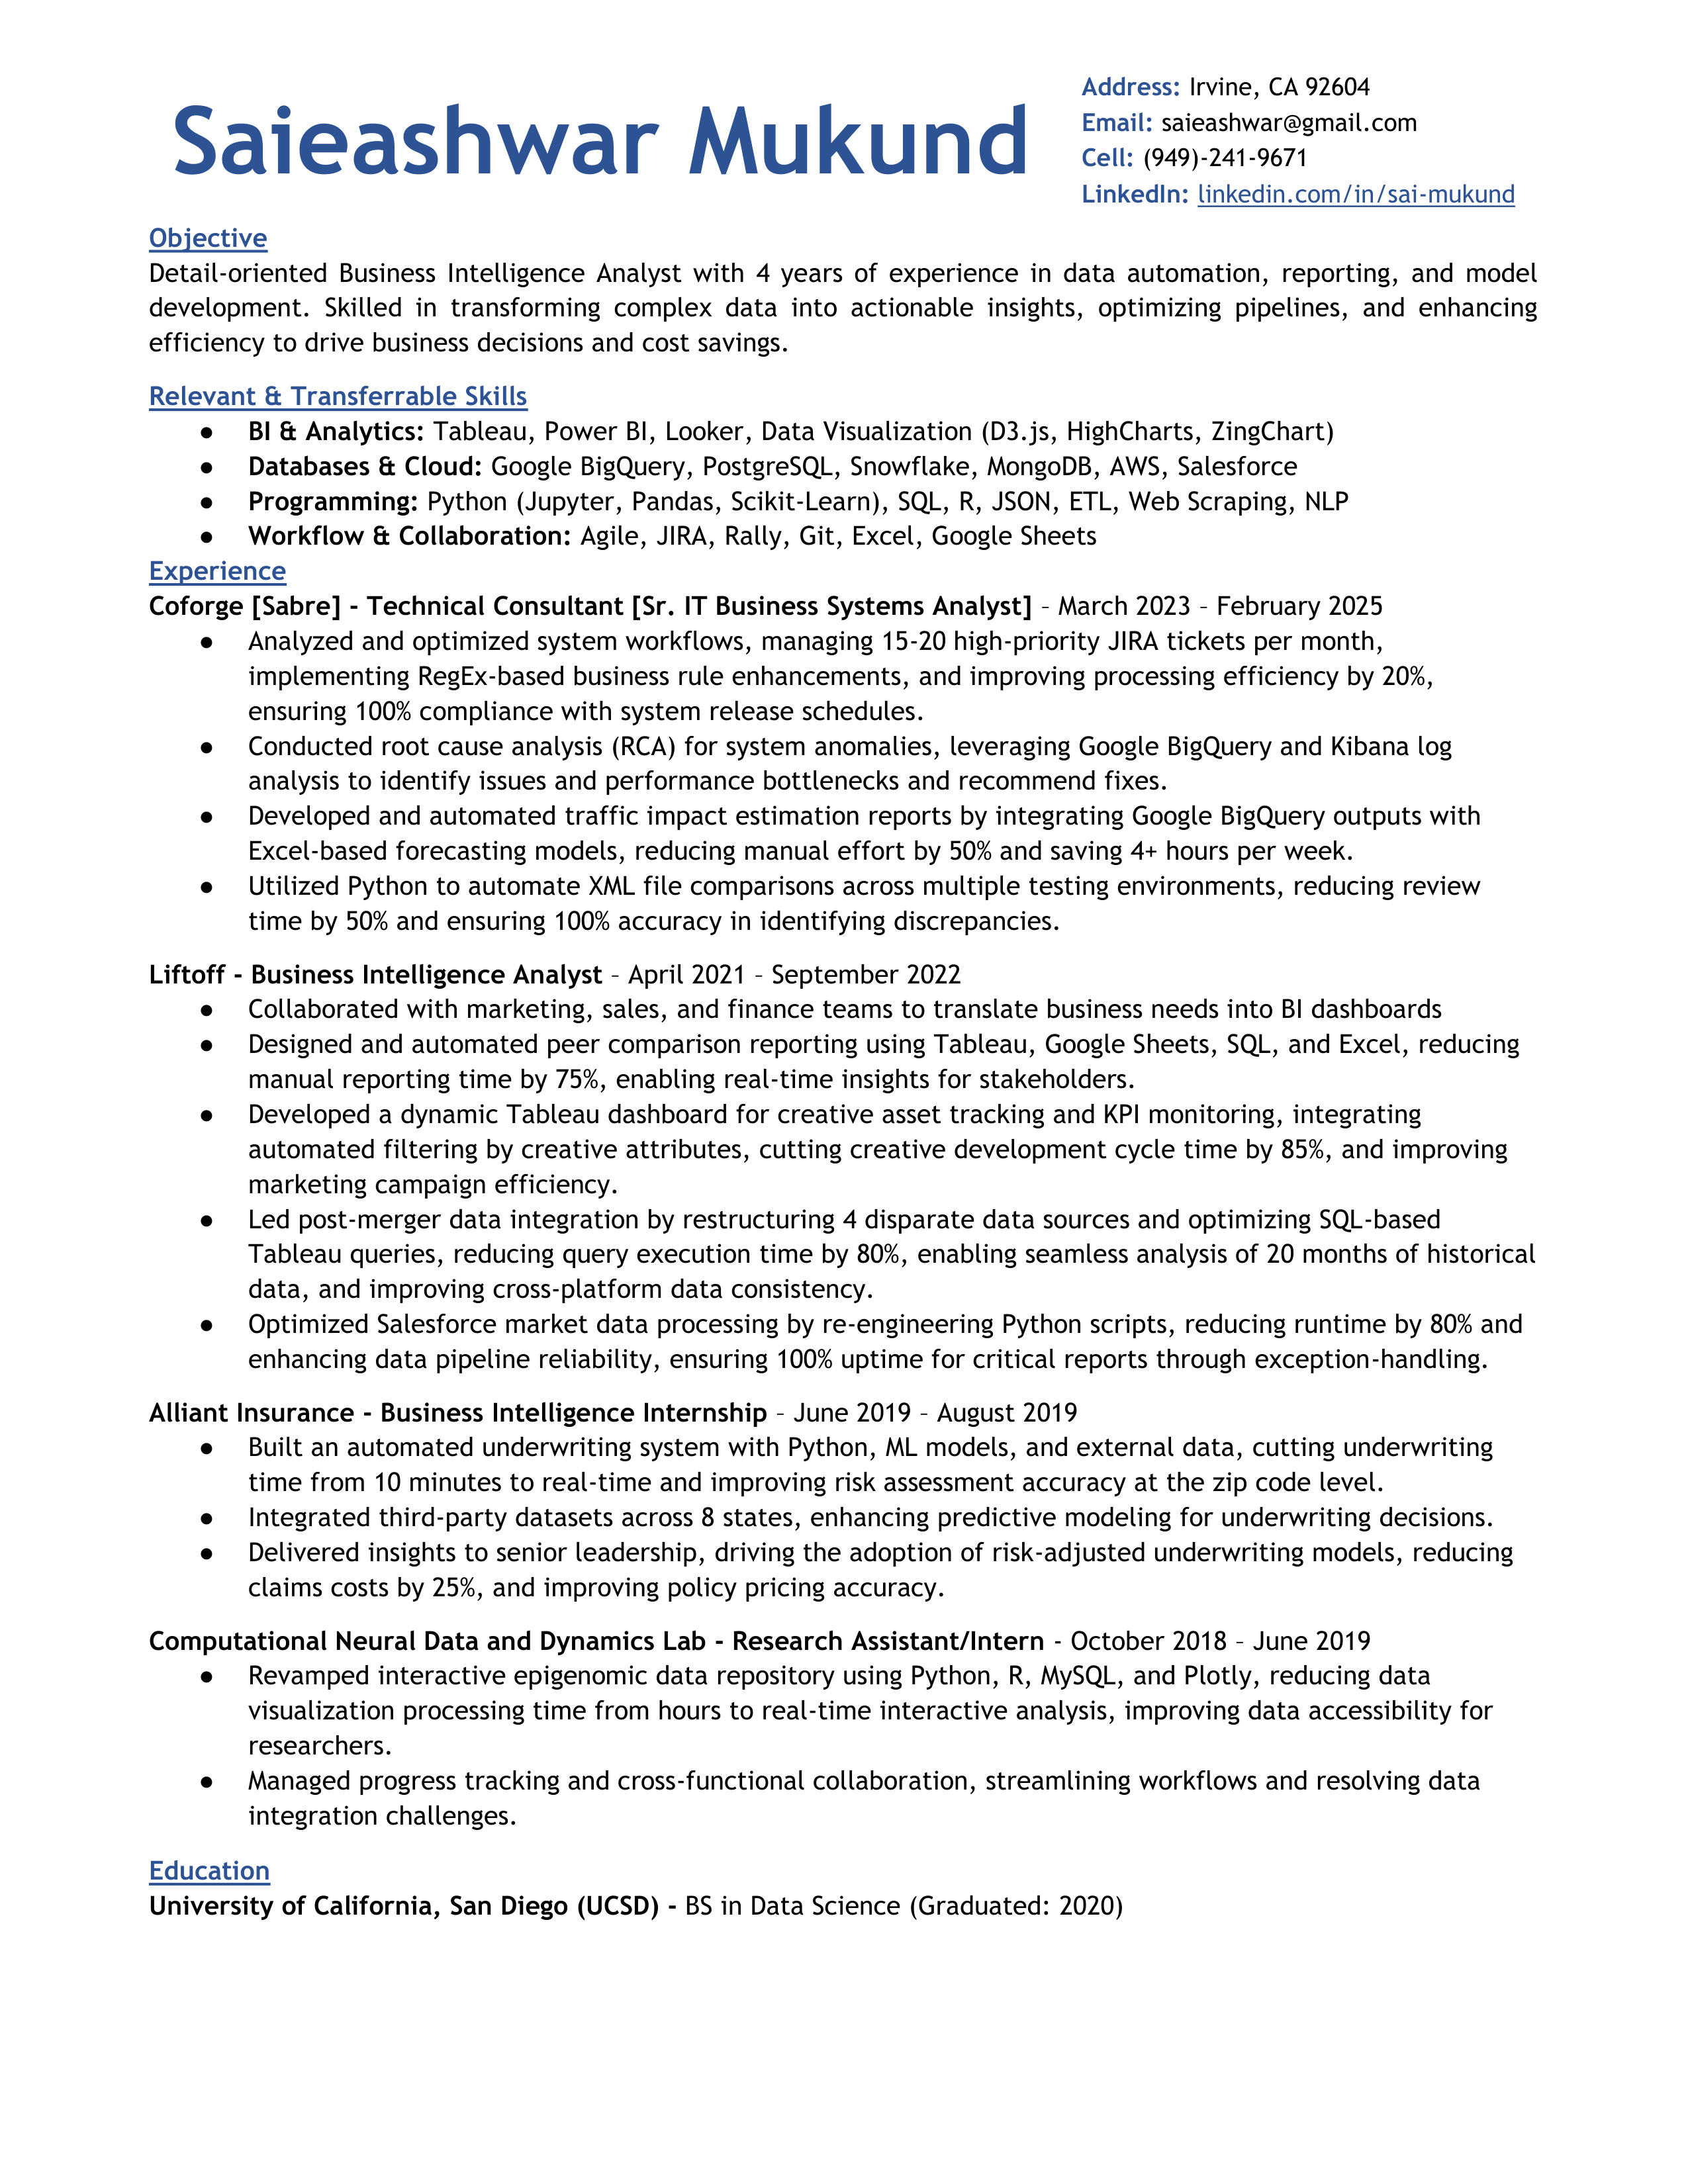 Saieashwar Mukund
Address: Irvine, CA 92604
Email: saieashwar@gmail.com
Cell: (949)-241-9671
LinkedIn: linkedin.com/in/sai-mukund
Objective
Detail-oriented Business Intelligence Analyst with 4 years of experience in data automation, reporting, and model
development. Skilled in transforming complex data into actionable insights, optimizing pipelines, and enhancing
efficiency to drive business decisions and cost savings.
Relevant & Transferrable Skills
● BI & Analytics: Tableau, Power BI, Looker, Data Visualization (D3.js, HighCharts, ZingChart)
● Databases & Cloud: Google BigQuery, PostgreSQL, Snowflake, MongoDB, AWS, Salesforce
● Programming: Python (Jupyter, Pandas, Scikit-Learn), SQL, R, JSON, ETL, Web Scraping, NLP
● Workflow & Collaboration: Agile, JIRA, Rally, Git, Excel, Google Sheets
Experience
Coforge [Sabre] - Technical Consultant [Sr. IT Business Systems Analyst] – March 2023 – February 2025
● Analyzed and optimized system workflows, managing 15-20 high-priority JIRA tickets per month,
implementing RegEx-based business rule enhancements, and improving processing efficiency by 20%,
ensuring 100% compliance with system release schedules.
● Conducted root cause analysis (RCA) for system anomalies, leveraging Google BigQuery and Kibana log
analysis to identify issues and performance bottlenecks and recommend fixes.
● Developed and automated traffic impact estimation reports by integrating Google BigQuery outputs with
Excel-based forecasting models, reducing manual effort by 50% and saving 4+ hours per week.
● Utilized Python to automate XML file comparisons across multiple testing environments, reducing review
time by 50% and ensuring 100% accuracy in identifying discrepancies.
Liftoff - Business Intelligence Analyst – April 2021 – September 2022
● Collaborated with marketing, sales, and finance teams to translate business needs into BI dashboards
● Designed and automated peer comparison reporting using Tableau, Google Sheets, SQL, and Excel, reducing
manual reporting time by 75%, enabling real-time insights for stakeholders.
● Developed a dynamic Tableau dashboard for creative asset tracking and KPI monitoring, integrating
automated filtering by creative attributes, cutting creative development cycle time by 85%, and improving
marketing campaign efficiency.
● Led post-merger data integration by restructuring 4 disparate data sources and optimizing SQL-based
Tableau queries, reducing query execution time by 80%, enabling seamless analysis of 20 months of historical
data, and improving cross-platform data consistency.
● Optimized Salesforce market data processing by re-engineering Python scripts, reducing runtime by 80% and
enhancing data pipeline reliability, ensuring 100% uptime for critical reports through exception-handling.
Alliant Insurance - Business Intelligence Internship – June 2019 – August 2019
● Built an automated underwriting system with Python, ML models, and external data, cutting underwriting
time from 10 minutes to real-time and improving risk assessment accuracy at the zip code level.
● Integrated third-party datasets across 8 states, enhancing predictive modeling for underwriting decisions.
● Delivered insights to senior leadership, driving the adoption of risk-adjusted underwriting models, reducing
claims costs by 25%, and improving policy pricing accuracy.
Computational Neural Data and Dynamics Lab - Research Assistant/Intern - October 2018 – June 2019
● Revamped interactive epigenomic data repository using Python, R, MySQL, and Plotly, reducing data
visualization processing time from hours to real-time interactive analysis, improving data accessibility for
researchers.
● Managed progress tracking and cross-functional collaboration, streamlining workflows and resolving data
integration challenges.
Education
University of California, San Diego (UCSD) - BS in Data Science (Graduated: 2020)